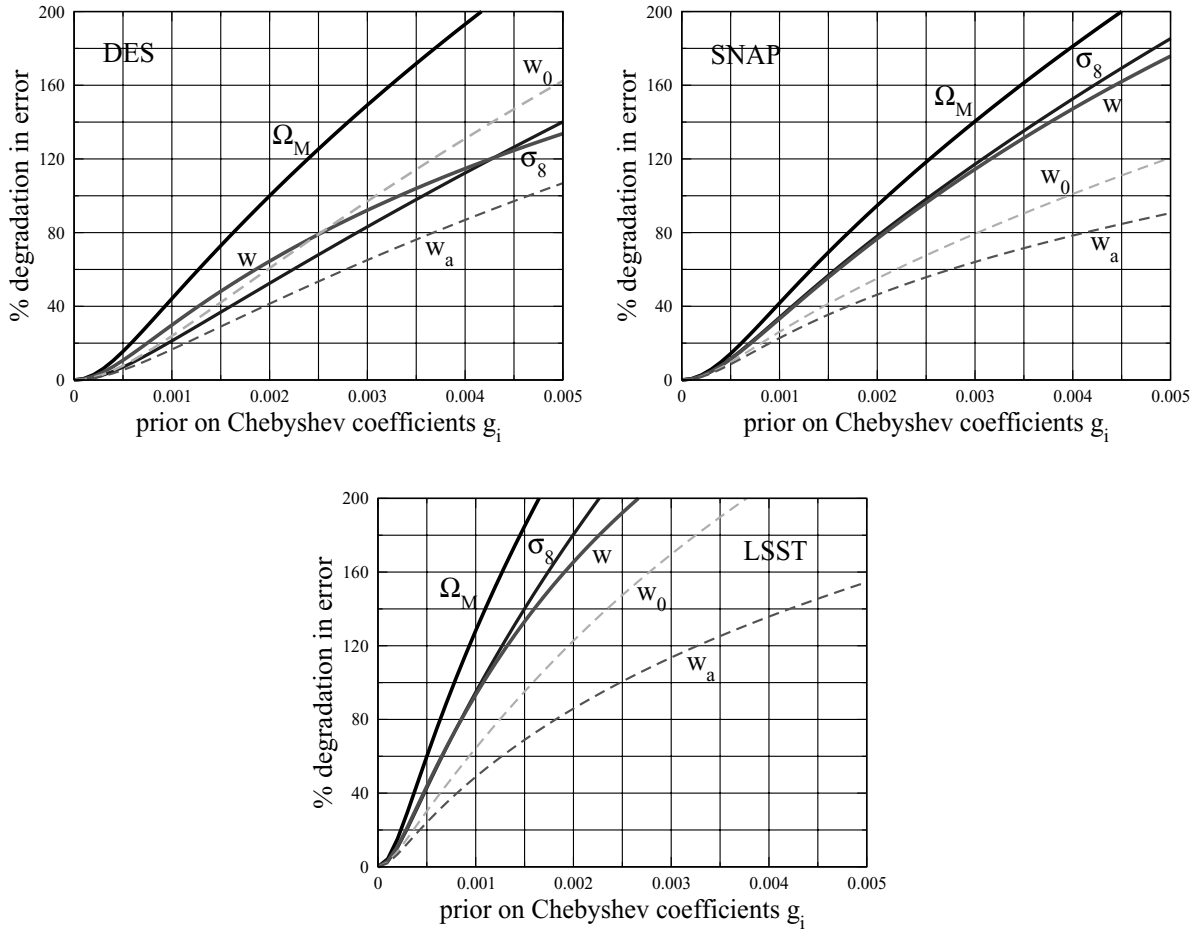 DES
% degradation in error
200
160
120
80
40
0
Ω_M
w_0
w
σ_8
w_a
0
0.001
0.002
0.003
0.004
0.005
prior on Chebyshev coefficients g_i
SNAP
% degradation in error
200
160
120
80
40
0
Ω_M
σ_8
w
w_0
w_a
0
0.001
0.002
0.003
0.004
0.005
prior on Chebyshev coefficients g_i
LSST
% degradation in error
200
160
120
80
40
0
Ω_M
σ_8
w
w_0
w_a
0
0.001
0.002
0.003
0.004
0.005
prior on Chebyshev coefficients g_i